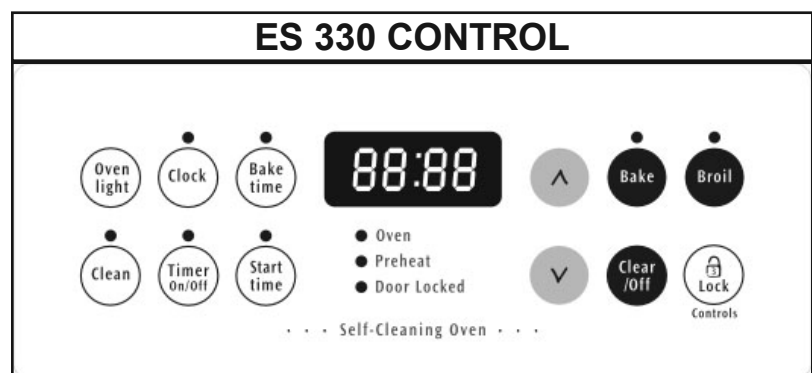 ES 330 CONTROL
Oven
light
Clock
Bake
time
88:88
Bake
Broil
Clean
Timer
On/Off
Start
time
Oven
Preheat
Door Locked
Clear
/Off
3
Lock
Controls
· · · Self-Cleaning Oven · · ·